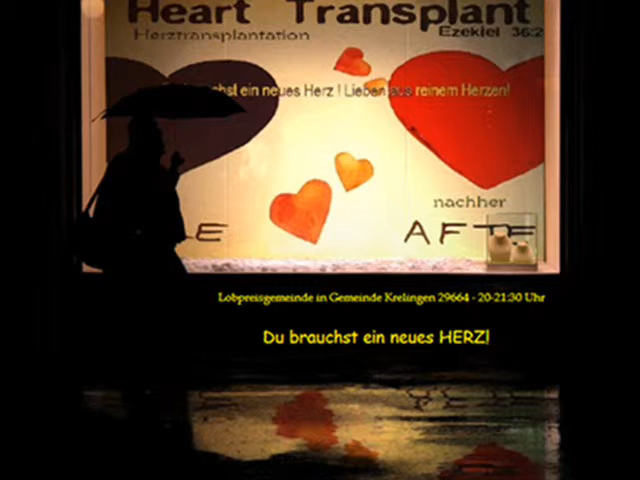 Heart Transplant
Herztransplantation
Ezekiel 36:2
ein neues Herz ! Lieben aus reinem Herzen!
nachher
AFTE
Lobpreisgemeinde in Gemeinde Krelingen 29664 - 20-21:30 Uhr
Du brauchst ein neues HERZ!